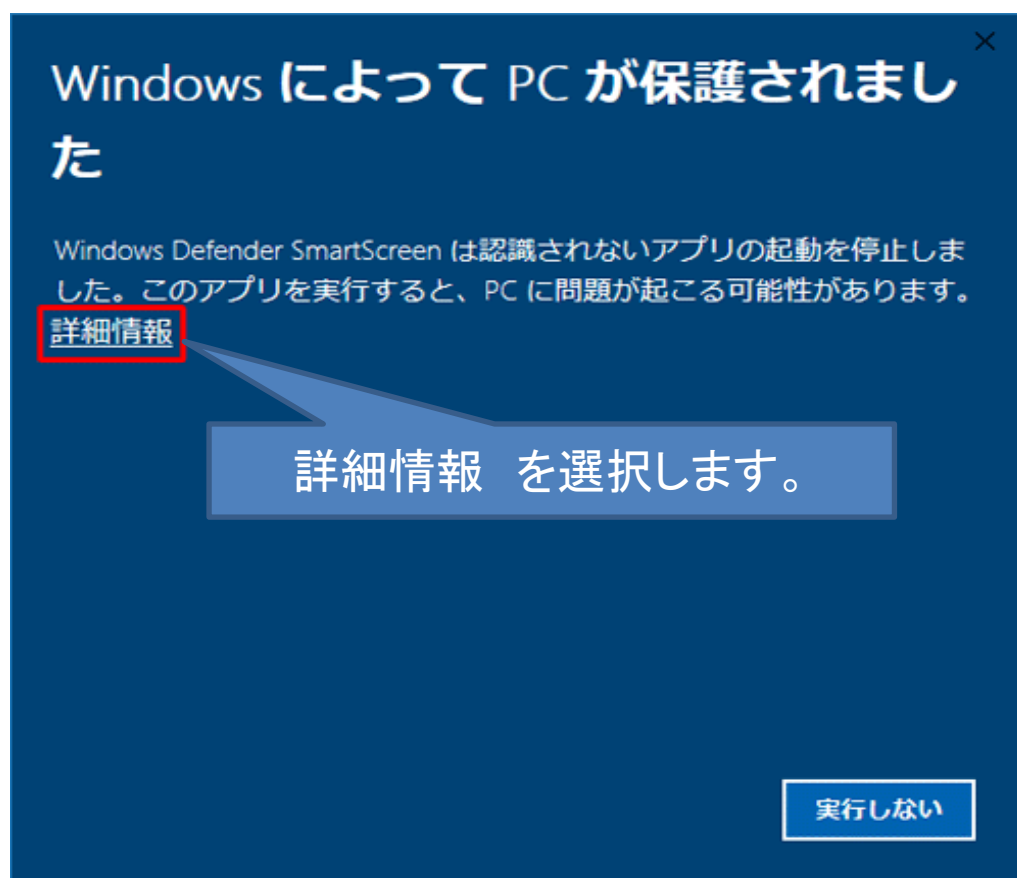 Windows によって PC が保護されまし
た
Windows Defender SmartScreen は認識されないアプリの起動を停止しま
した。このアプリを実行すると、PC に問題が起こる可能性があります。
詳細情報
詳細情報　を選択します。
実行しない